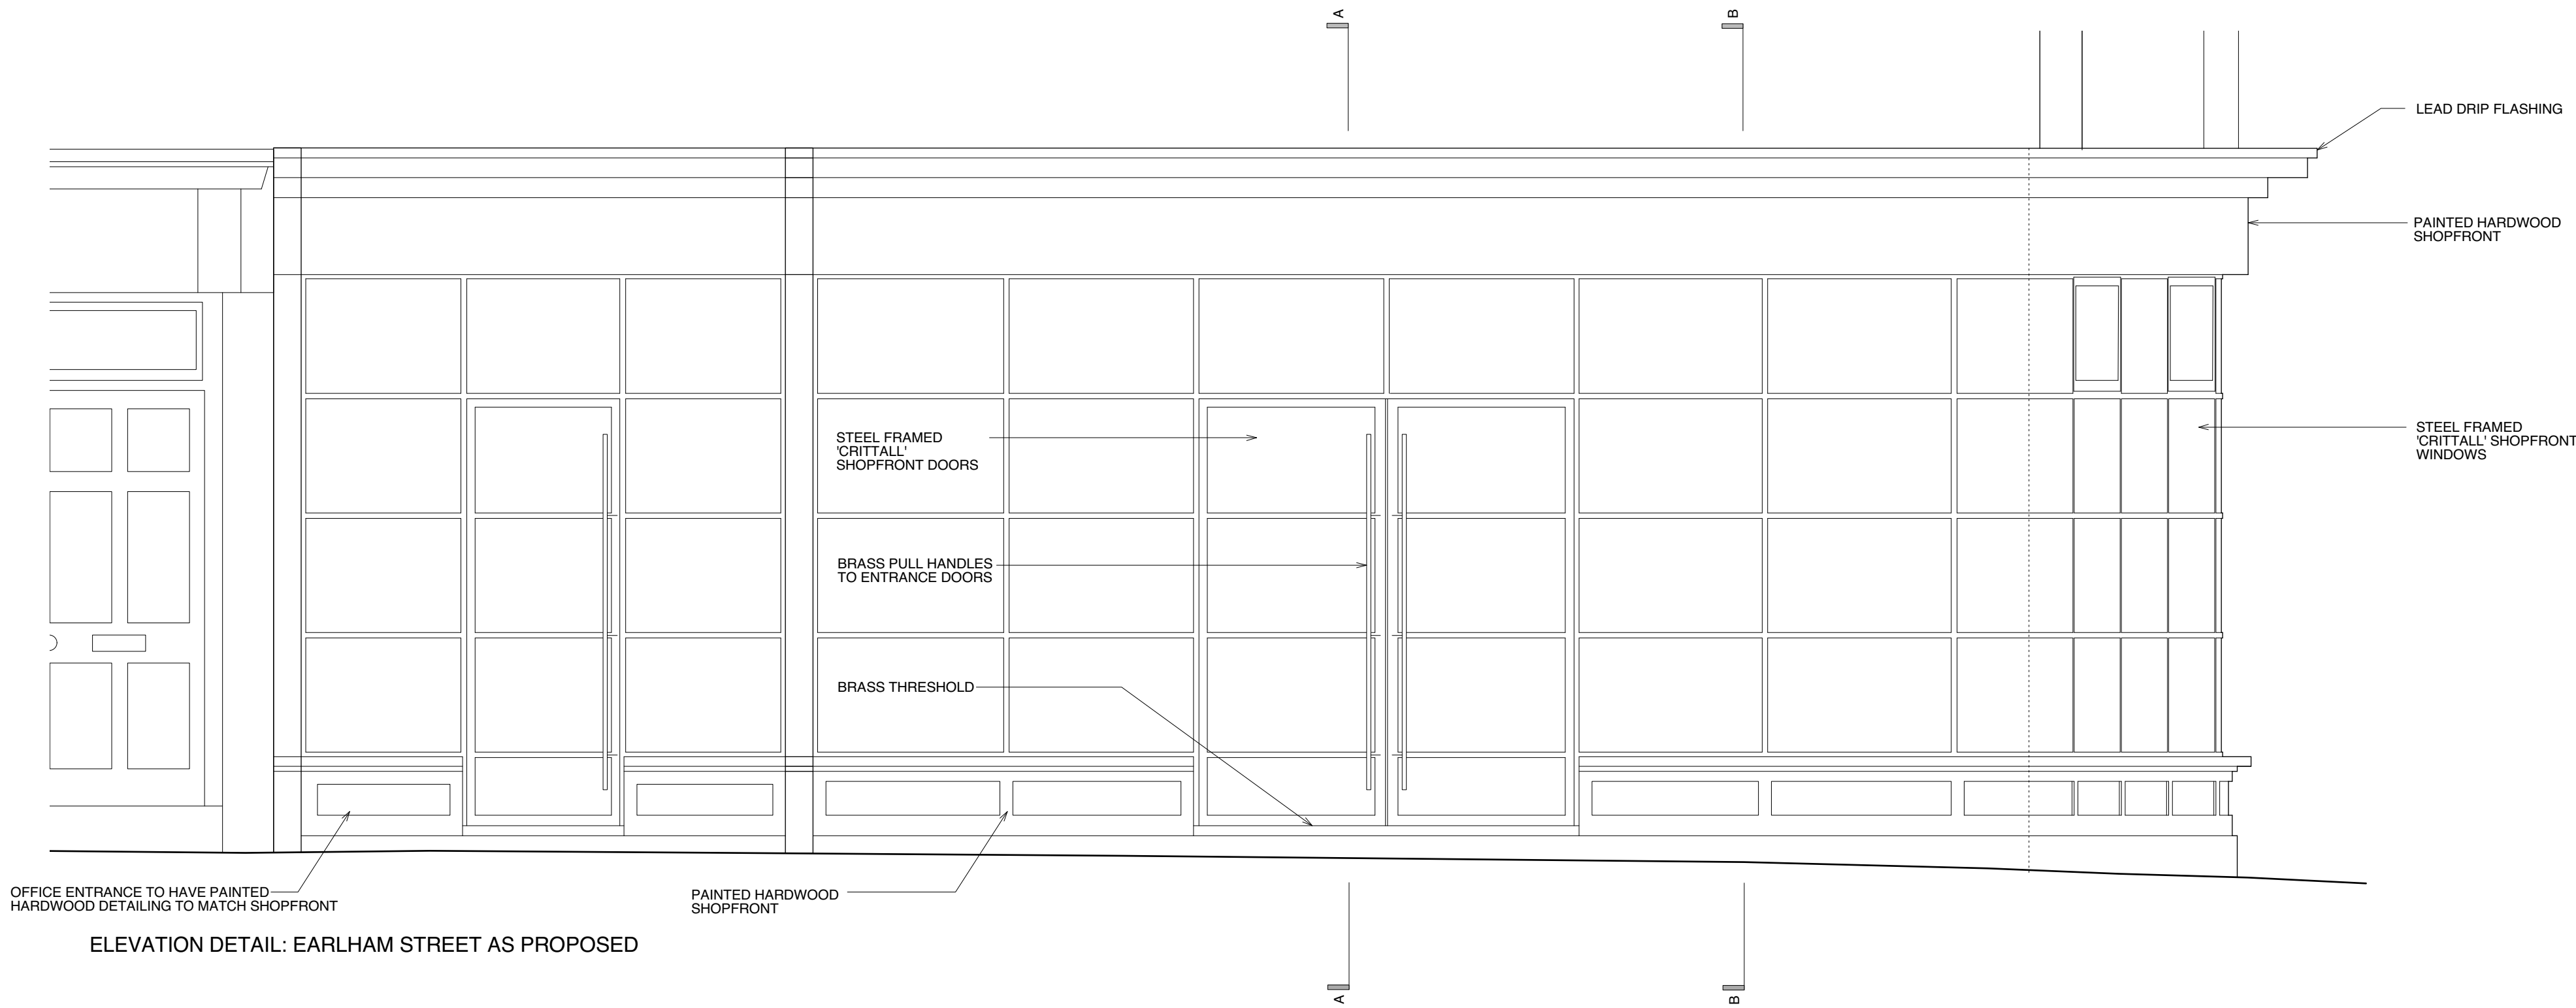 A
B
LEAD DRIP FLASHING
PAINTED HARDWOOD
SHOPFRONT
STEEL FRAMED
'CRITTALL'
SHOPFRONT DOORS
STEEL FRAMED
'CRITTALL' SHOPFRONT
WINDOWS
BRASS PULL HANDLES
TO ENTRANCE DOORS
BRASS THRESHOLD
OFFICE ENTRANCE TO HAVE PAINTED
HARDWOOD DETAILING TO MATCH SHOPFRONT
PAINTED HARDWOOD
SHOPFRONT
ELEVATION DETAIL: EARLHAM STREET AS PROPOSED
A
B